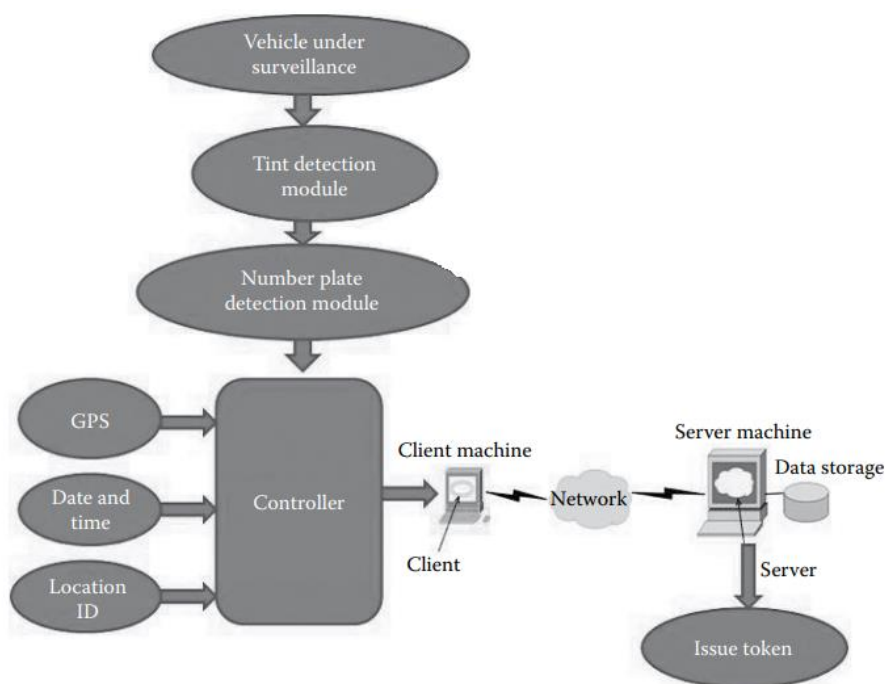 Vehicle under
surveillance
Tint detection
module
Number plate
detection module
GPS
Date and
time
Location
ID
Controller
Client machine
Client
Network
Server machine
Data storage
Server
Issue token